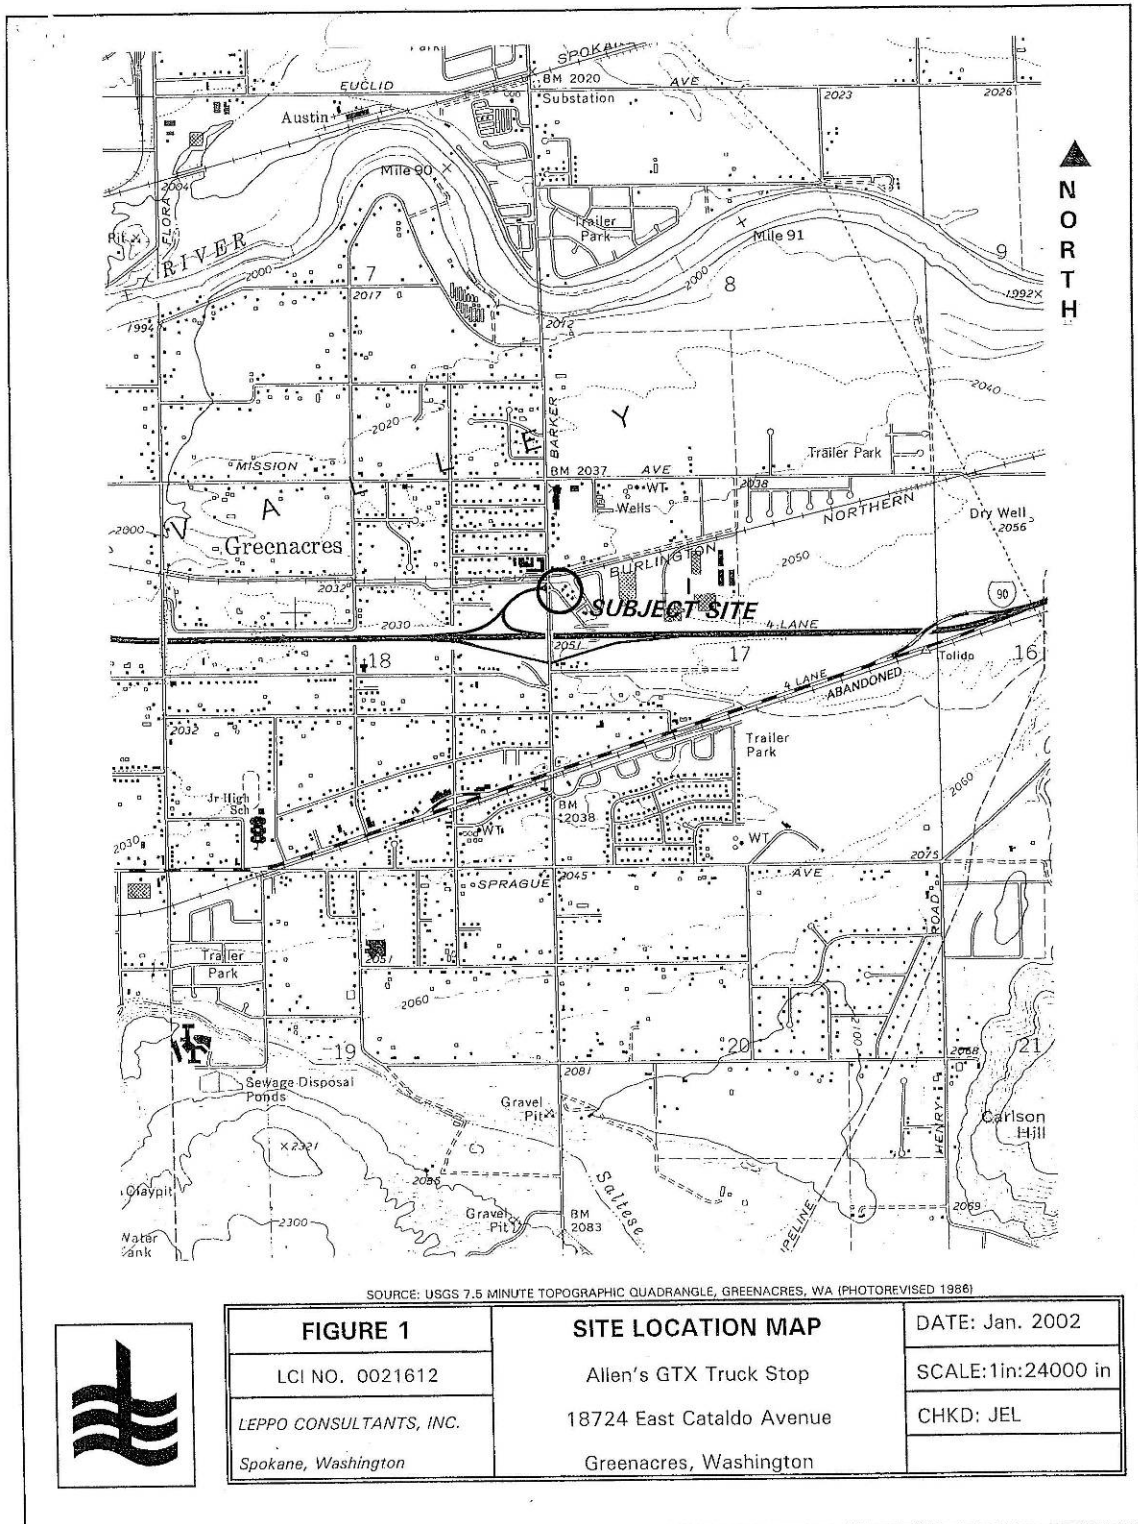 SPOKA
Park
BM 2020
EUCLID
AVE
2023
2026
Substation
Austin
Mile 90
2004
FLORA
Trailer
Park
Mile 91
Pit
RIVER
2000
7
2000
8
9
1992
2017
1994
2012
2040
BARKER
2020
VALLEY
MISSION
BM 2037
AVE
Trailer Park
2038
WT
Wells
NORTHERN
Dry Well
2056
2000
Greenacres
BURLINGTON
2050
2032
90
SUBJECT SITE
2030
4 LANE
2051
18
17
Tolido
16
4 LANE
ABANDONED
2032
Trailer
Park
2060
Jr High
Sch
BM
2038
WT
WT
2030
2075
SPRAGUE
2045
AVE
ROAD
Trailer
Park
2051
2060
2100
19
20
2068
21
2081
Sewage Disposal
Ponds
Gravel
Pit
Carlson
Hill
HENRY
2321
2085
Saltese
Claypit
2069
Gravel
Pit
BM
2083
2300
PIPELINE
Water
Tank
NORTH
SOURCE: USGS 7.5 MINUTE TOPOGRAPHIC QUADRANGLE, GREENACRES, WA (PHOTOREVISED 1986)
FIGURE 1
LCI NO. 0021612
LEPPO CONSULTANTS, INC.
Spokane, Washington
SITE LOCATION MAP
Allen's GTX Truck Stop
18724 East Cataldo Avenue
Greenacres, Washington
DATE: Jan. 2002
SCALE:1in:24000 in
CHKD: JEL